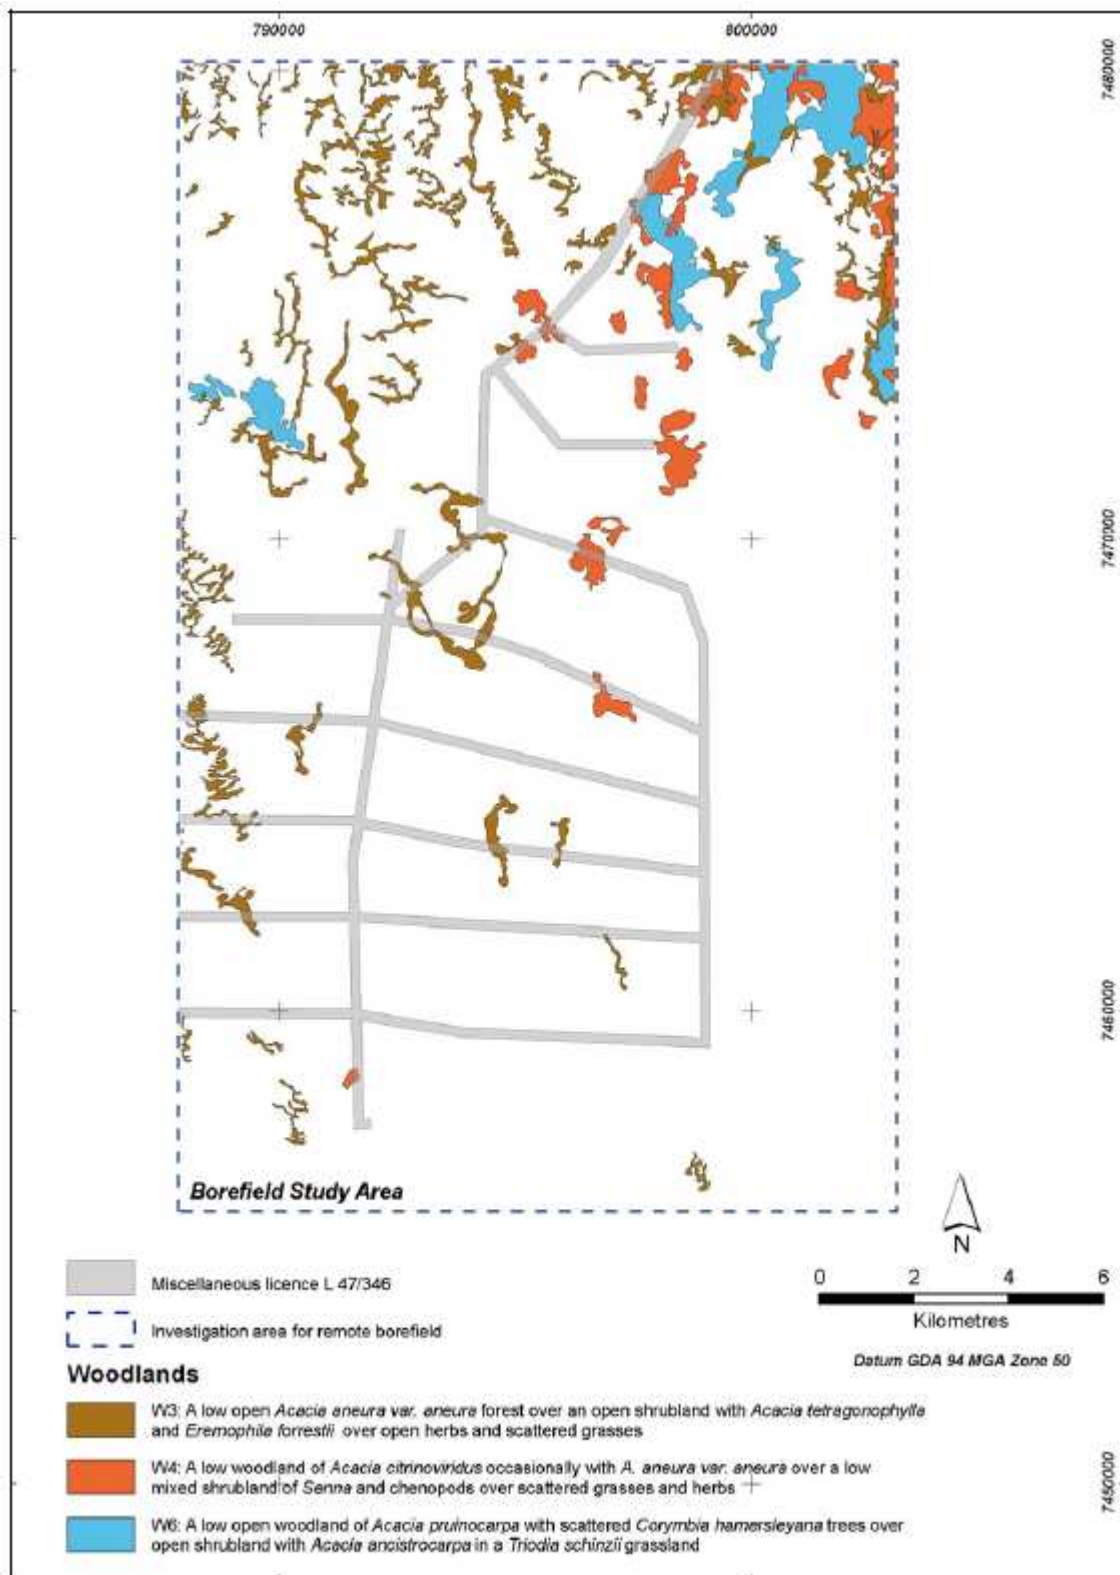 790000
800000
7480000
7470000
7460000
7450000
Borefield Study Area
N
0 2 4 6
Kilometres
Datum GDA 94 MGA Zone 50
Miscellaneous licence L 47/346
Investigation area for remote borefield
Woodlands
W3: A low open Acacia aneura var. aneura forest over an open shrubland with Acacia tetragonophylla
and Eremophila forrestii over open herbs and scattered grasses
W4: A low woodland of Acacia citrinoviridus occasionally with A. aneura var. aneura over a low
mixed shrubland of Senna and chenopods over scattered grasses and herbs
W6: A low open woodland of Acacia pruinocarpa with scattered Corymbia hamersleyana trees over
open shrubland with Acacia ancistrocarpa in a Triodia schinzii grassland